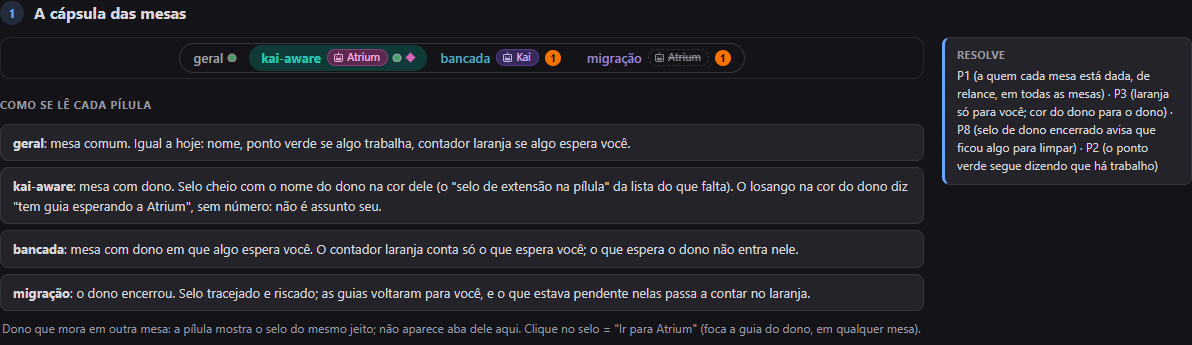 1 A cápsula das mesas
geral kai-aware Atrium bancada Kai 1 migração Atrium 1
COMO SE LÊ CADA PÍLULA
geral: mesa comum. Igual a hoje: nome, ponto verde se algo trabalha, contador laranja se algo espera você.
kai-aware: mesa com dono. Selo cheio com o nome do dono na cor dele (o "selo de extensão na pílula" da lista do que falta). O losango na cor do dono diz
"tem guia esperando a Atrium", sem número: não é assunto seu.
bancada: mesa com dono em que algo espera você. O contador laranja conta só o que espera você; o que espera o dono não entra nele.
migração: o dono encerrou. Selo tracejado e riscado; as guias voltaram para você, e o que estava pendente nelas passa a contar no laranja.
Dono que mora em outra mesa: a pílula mostra o selo do mesmo jeito; não aparece aba dele aqui. Clique no selo = "Ir para Atrium" (foca a guia do dono, em qualquer mesa).
RESOLVE
P1 (a quem cada mesa está dada, de
relance, em todas as mesas) · P3 (laranja
só para você; cor do dono para o dono) ·
P8 (selo de dono encerrado avisa que
ficou algo para limpar) · P2 (o ponto
verde segue dizendo que há trabalho)